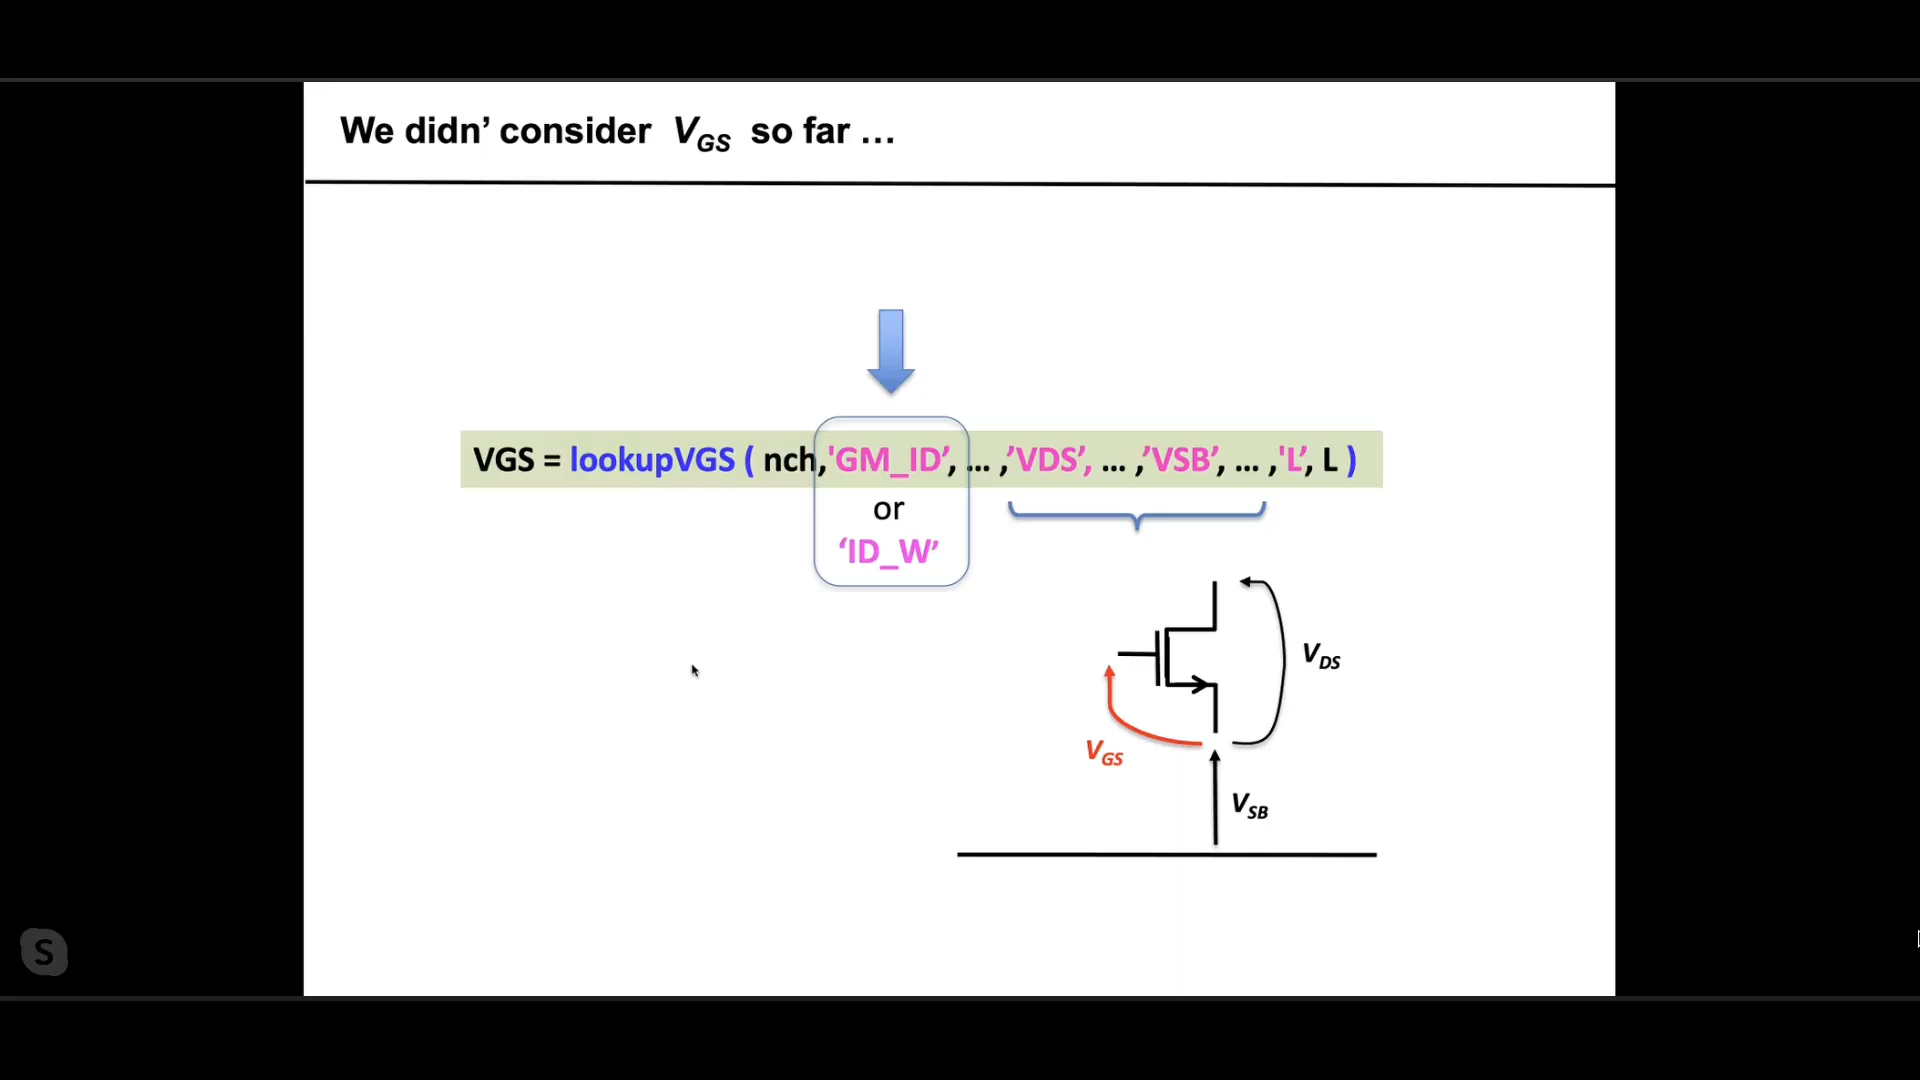 We didn’ consider VGS so far ...
VGS = lookupVGS ( nch,'GM_ID’, ... ,’VDS’, ... ,’VSB’, ... ,'L’, L )
or
‘ID_W’
VDS
VGS
VSB
S